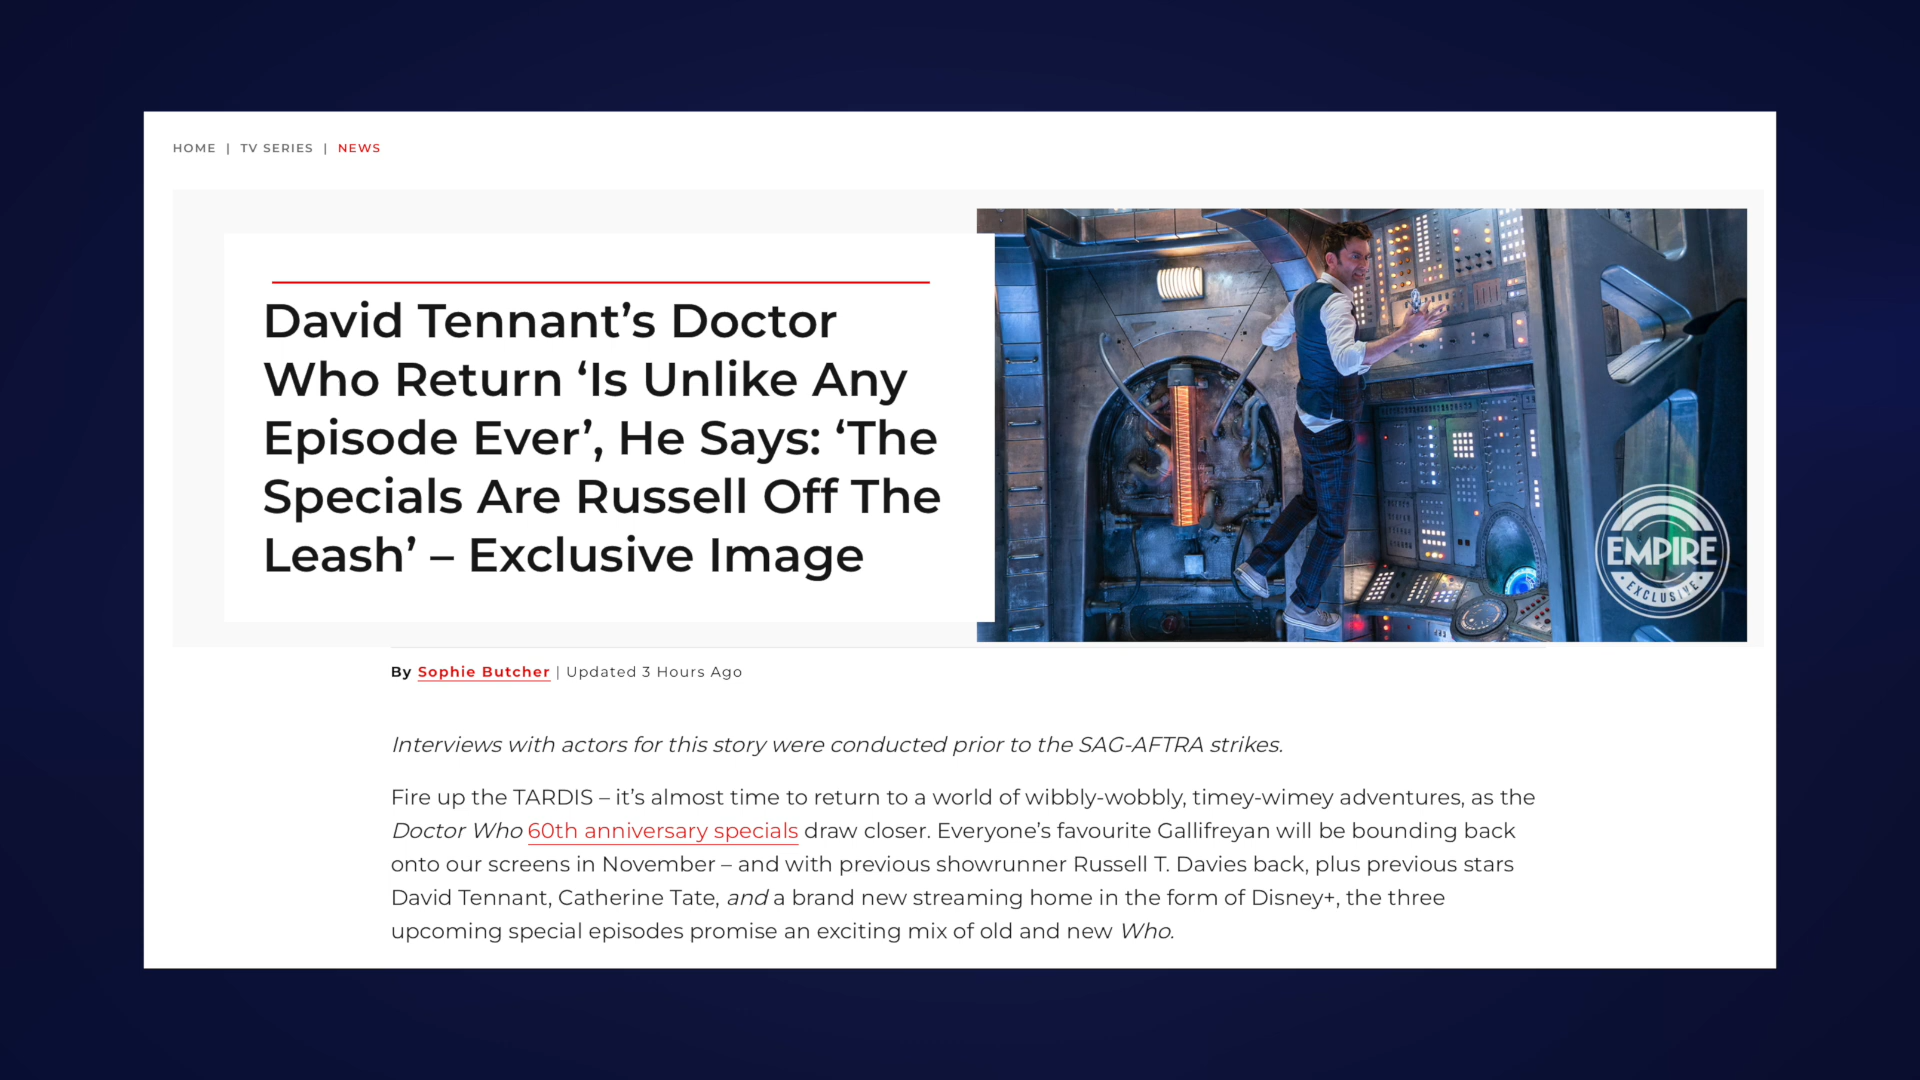 HOME | TV SERIES | NEWS
David Tennant’s Doctor
Who Return ‘Is Unlike Any
Episode Ever’, He Says: ‘The
Specials Are Russell Off The
Leash’ – Exclusive Image
EMPIRE
• EXCLUSIVE •
By Sophie Butcher | Updated 3 Hours Ago
Interviews with actors for this story were conducted prior to the SAG-AFTRA strikes.
Fire up the TARDIS – it’s almost time to return to a world of wibbly-wobbly, timey-wimey adventures, as the
Doctor Who 60th anniversary specials draw closer. Everyone’s favourite Gallifreyan will be bounding back
onto our screens in November – and with previous showrunner Russell T. Davies back, plus previous stars
David Tennant, Catherine Tate, and a brand new streaming home in the form of Disney+, the three
upcoming special episodes promise an exciting mix of old and new Who.